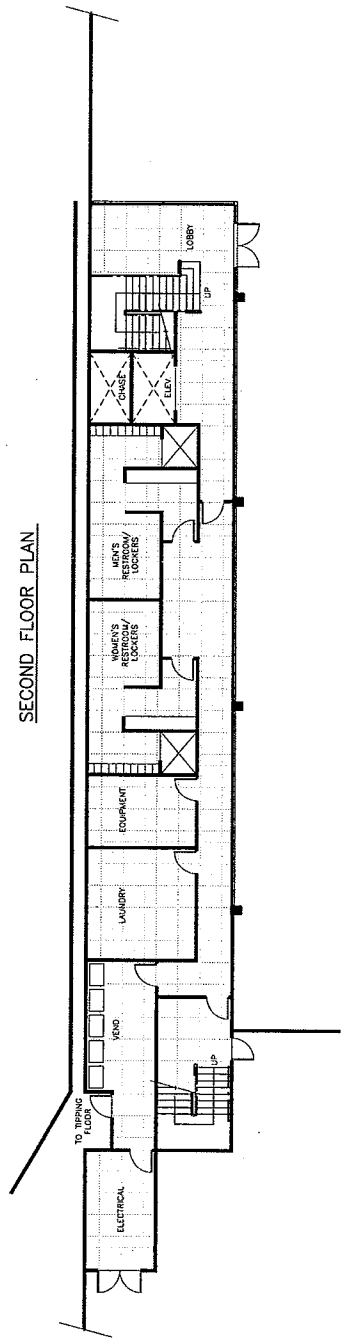 SECOND FLOOR PLAN
TO TIPPING
FLOOR
ELECTRICAL
VEND
UP
LAUNDRY
EQUIPMENT
WOMEN'S
RESTROOM/
LOCKERS
MEN'S
RESTROOM/
LOCKERS
CHASE
ELEV.
UP
LOBBY